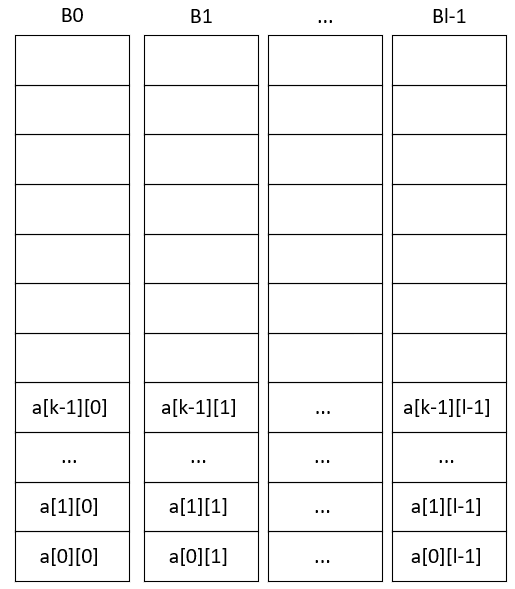 B0 B1 ... Bl-1
a[k-1][0] a[k-1][1] ... a[k-1][l-1]
... ... ... ...
a[1][0] a[1][1] ... a[1][l-1]
a[0][0] a[0][1] ... a[0][l-1]